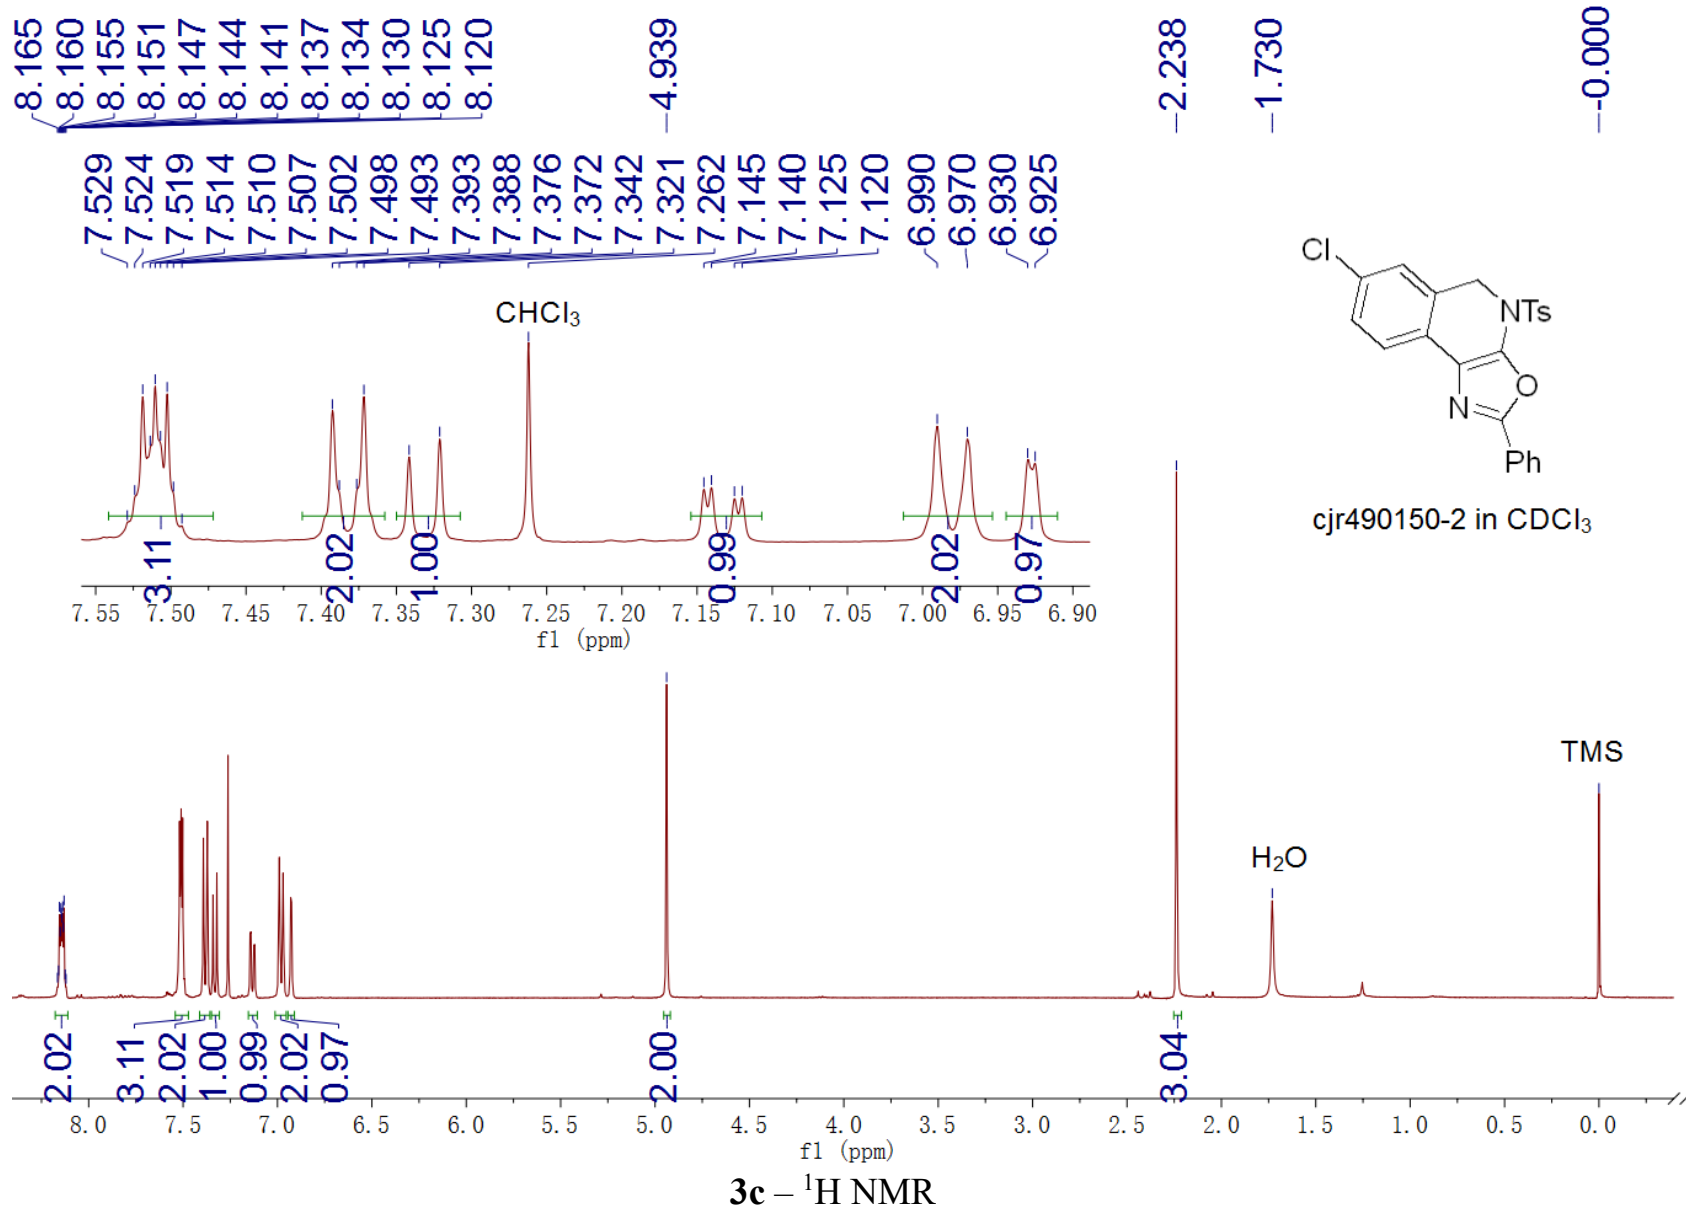 8.165 8.160 8.155 8.151 8.147 8.144 8.141 8.137 8.134 8.130 8.125 8.120 4.939 2.238 1.730 -0.000
7.529 7.524 7.519 7.514 7.510 7.507 7.502 7.498 7.493 7.393 7.388 7.376 7.372 7.342 7.321 7.262 7.145 7.140 7.125 7.120 6.990 6.970 6.930 6.925
CHCl3
3.11 2.02 1.00 0.99 2.02 0.97
7.55 7.50 7.45 7.40 7.35 7.30 7.25 7.20 7.15 7.10 7.05 7.00 6.95 6.90
f1 (ppm)
Cl
NTs
O
N
Ph
cjr490150-2 in CDCl3
TMS
H2O
2.02 3.11 2.02 1.00 0.99 2.02 0.97 2.00 3.04
8.0 7.5 7.0 6.5 6.0 5.5 5.0 4.5 4.0 3.5 3.0 2.5 2.0 1.5 1.0 0.5 0.0
f1 (ppm)
3c – 1H NMR